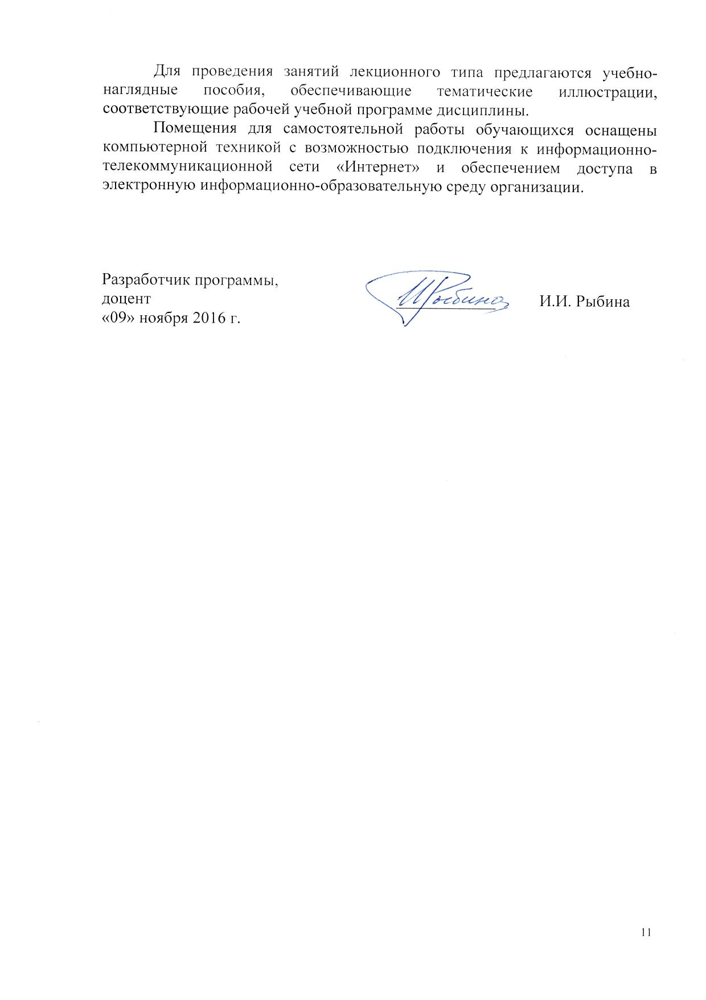 Для проведения занятий лекционного типа предлагаются учебно-
наглядные пособия, обеспечивающие тематические иллюстрации,
соответствующие рабочей учебной программе дисциплины.
Помещения для самостоятельной работы обучающихся оснащены
компьютерной техникой с возможностью подключения к информационно-
телекоммуникационной сети «Интернет» и обеспечением доступа в
электронную информационно-образовательную среду организации.
Разработчик программы,
доцент
«09» ноября 2016 г.
ИРыбина
И.И. Рыбина
11